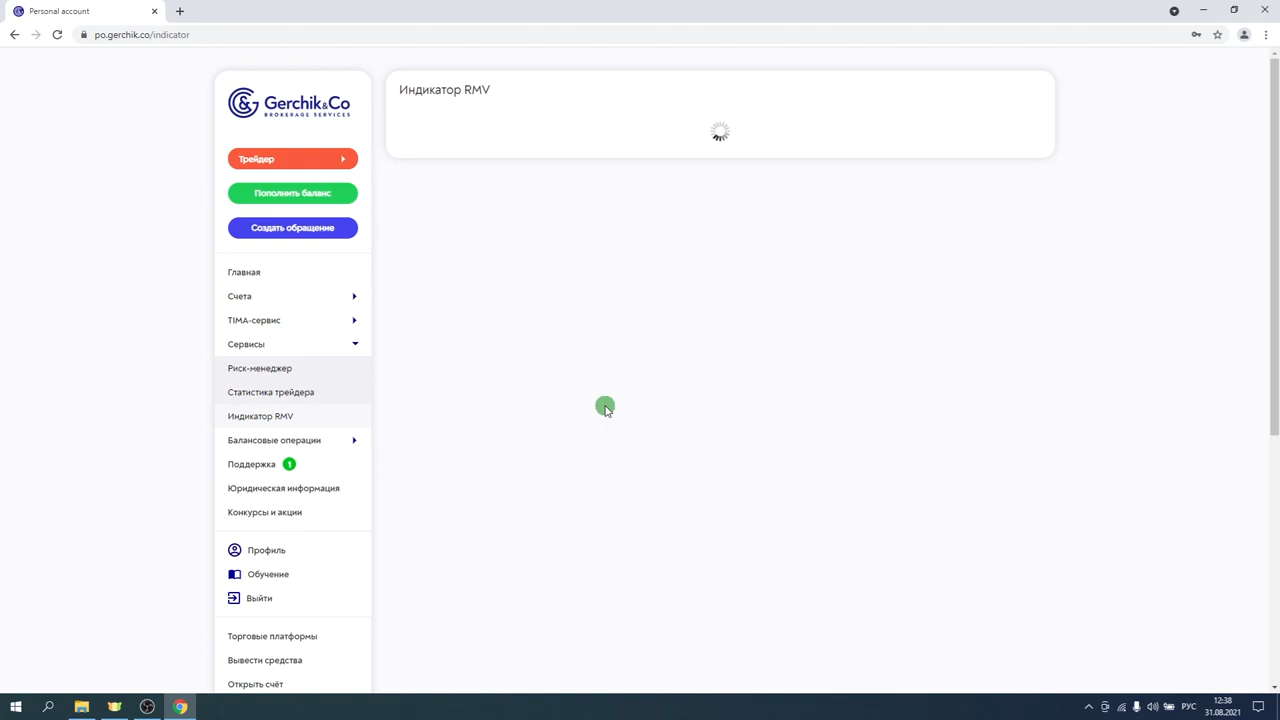 Personal account
po.gerchik.co/indicator
Gerchik&Co
BROKERAGE SERVICES
Трейдер
Пополнить баланс
Создать обращение
Главная
Счета
TIMA-сервис
Сервисы
Риск-менеджер
Статистика трейдера
Индикатор RMV
Балансовые операции
Поддержка 1
Юридическая информация
Конкурсы и акции
Профиль
Обучение
Выйти
Торговые платформы
Вывести средства
Открыть счёт
Индикатор RMV
РУС
12:38
31.08.2021